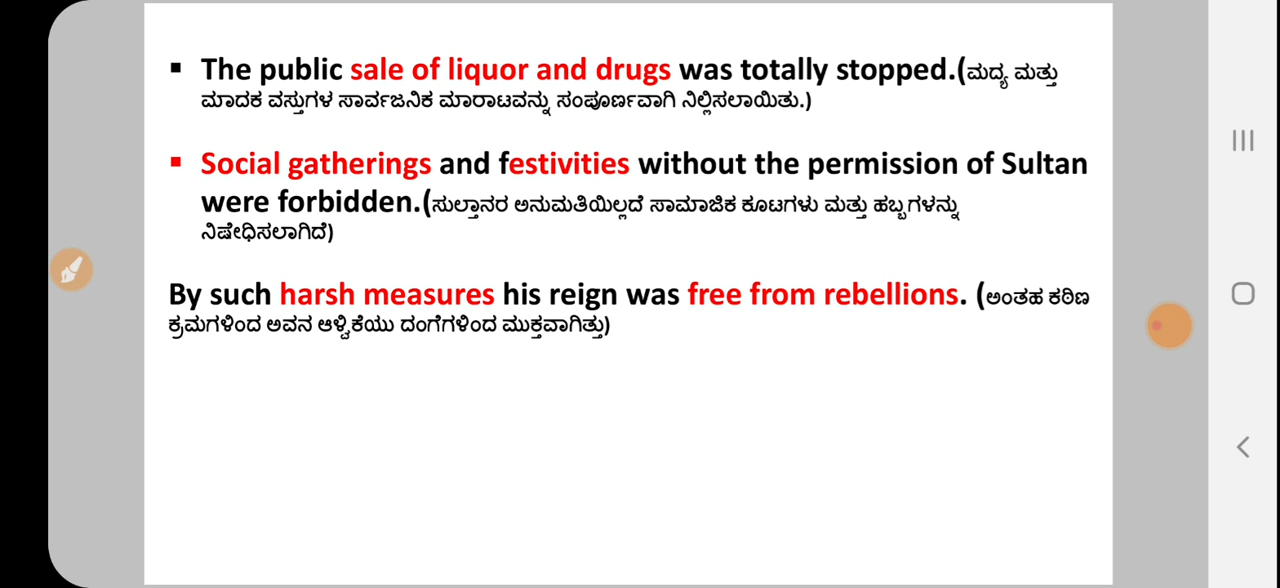 ▪ The public sale of liquor and drugs was totally stopped.(ಮದ್ಯ ಮತ್ತು
ಮಾದಕ ವಸ್ತುಗಳ ಸಾರ್ವಜನಿಕ ಮಾರಾಟವನ್ನು ಸಂಪೂರ್ಣವಾಗಿ ನಿಲ್ಲಿಸಲಾಯಿತು.)
▪ Social gatherings and festivities without the permission of Sultan
were forbidden.(ಸುಲ್ತಾನರ ಅನುಮತಿಯಿಲ್ಲದೆ ಸಾಮಾಜಿಕ ಕೂಟಗಳು ಮತ್ತು ಹಬ್ಬಗಳನ್ನು
ನಿಷೇಧಿಸಲಾಗಿದೆ)
By such harsh measures his reign was free from rebellions. (ಅಂತಹ ಕಠಿಣ
ಕ್ರಮಗಳಿಂದ ಅವನ ಆಳ್ವಿಕೆಯು ದಂಗೆಗಳಿಂದ ಮುಕ್ತವಾಗಿತ್ತು)